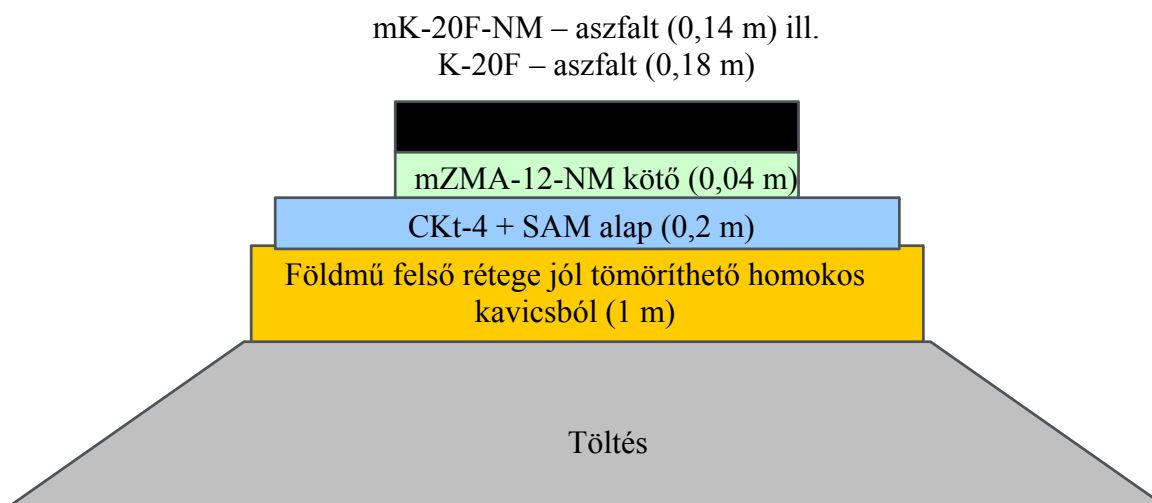 mK-20F-NM – aszfalt (0,14 m) ill.
K-20F – aszfalt (0,18 m)
mZMA-12-NM kötő (0,04 m)
CKt-4 + SAM alap (0,2 m)
Földmű felső rétege jól tömöríthető homokos
kavicsból (1 m)
Töltés